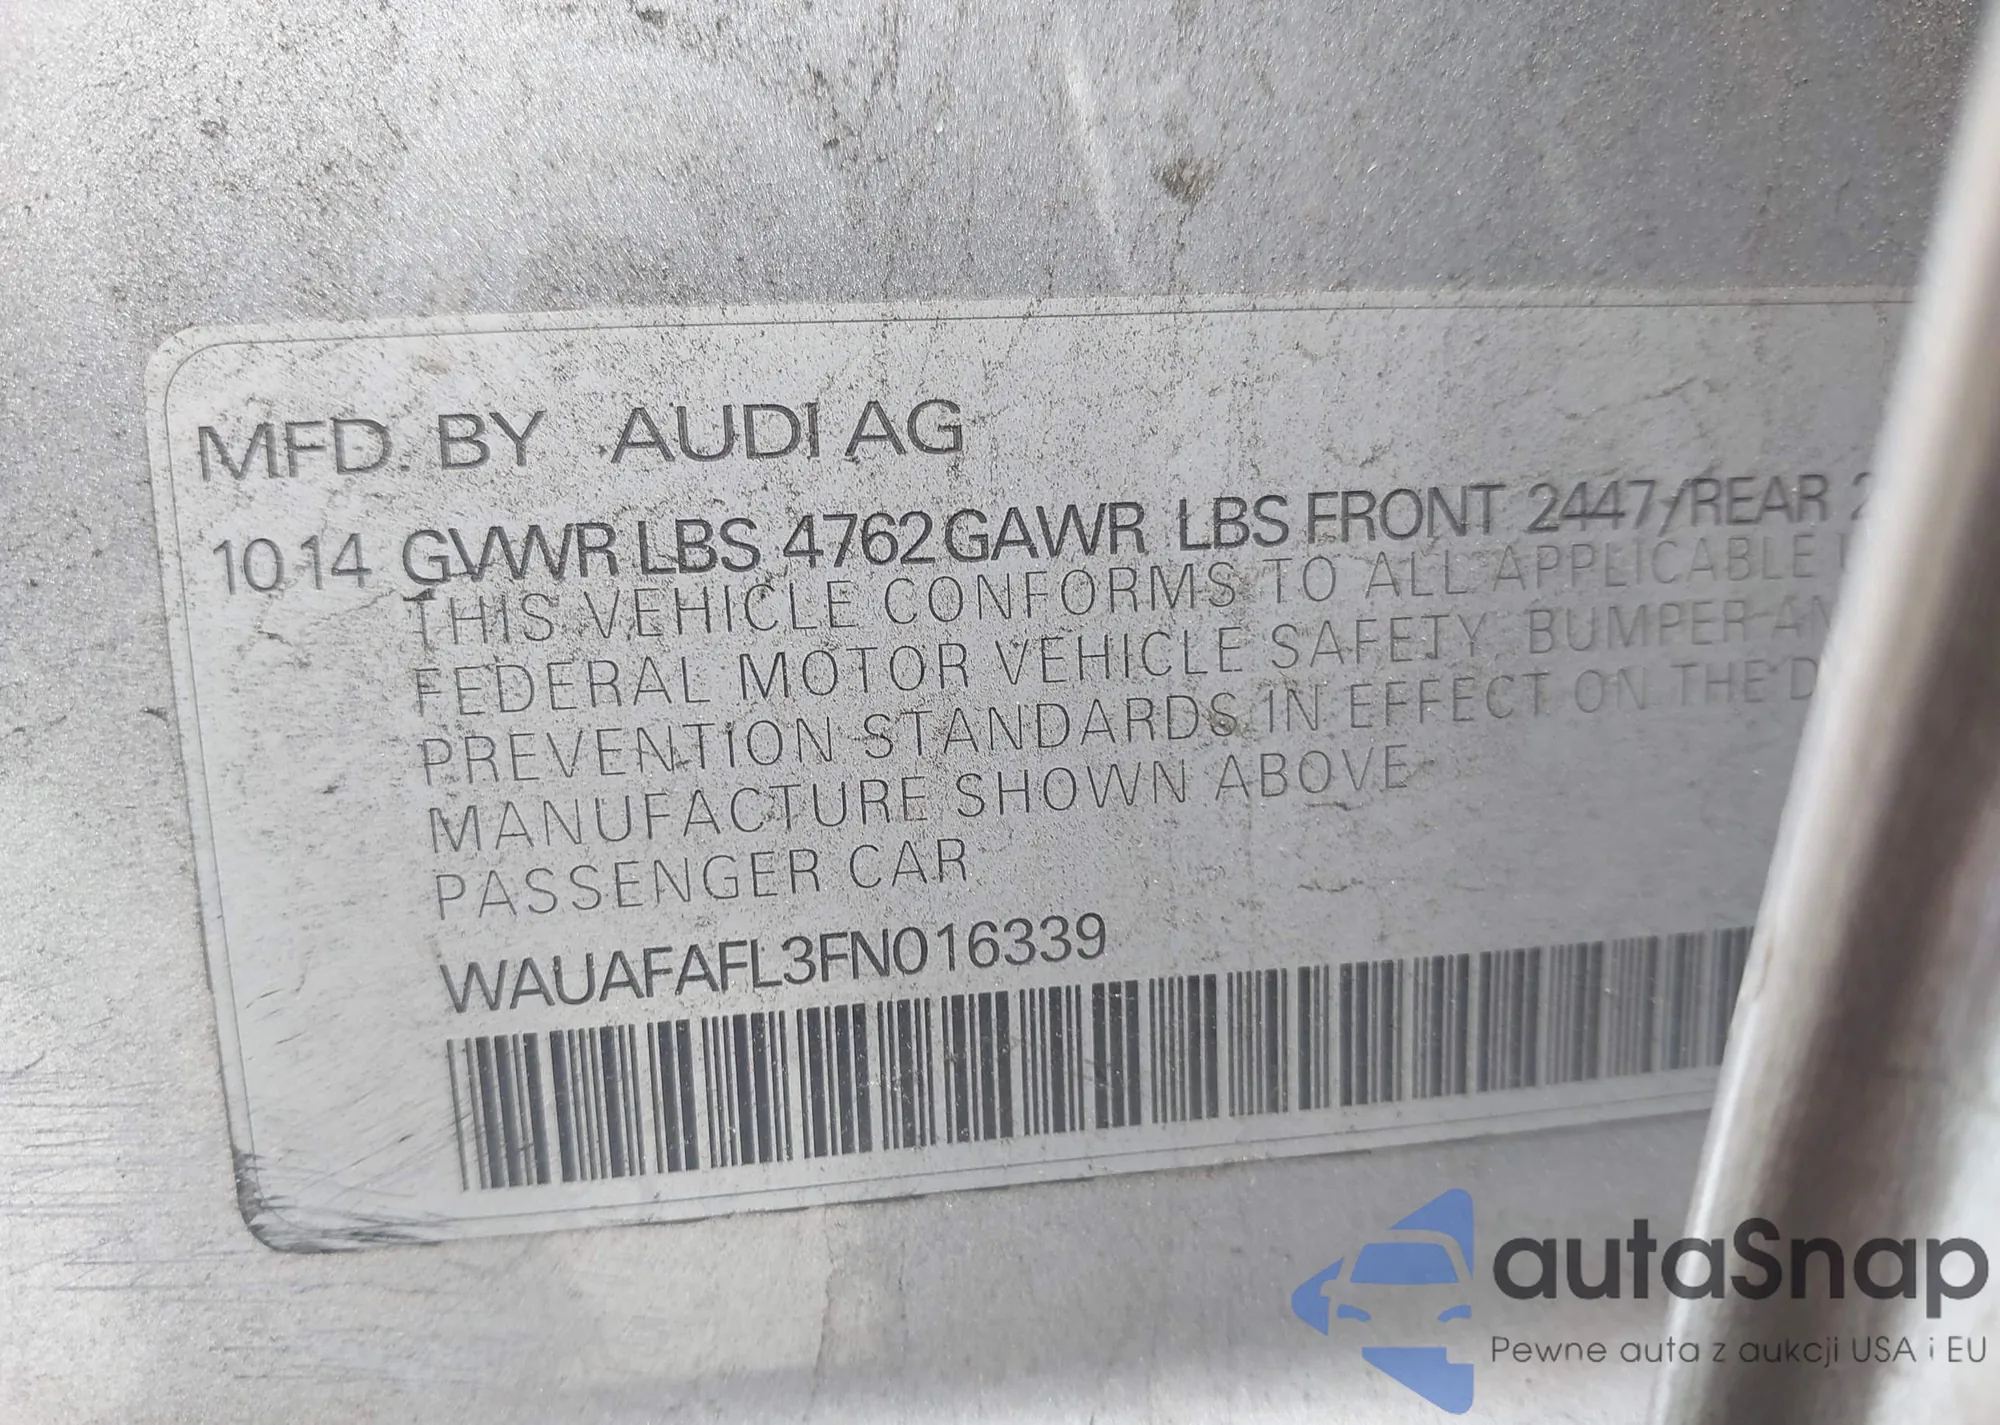 MFD. BY AUDI AG
10 14 GVWR LBS 4762 GAWR LBS FRONT 2447/REAR 2
THIS VEHICLE CONFORMS TO ALL APPLICABLE
FEDERAL MOTOR VEHICLE SAFETY, BUMPER AN
PREVENTION STANDARDS IN EFFECT ON THE D
MANUFACTURE SHOWN ABOVE
PASSENGER CAR
WAUAFAFL3FN016339
autaSnap
Pewne auta z aukcji USA i EU